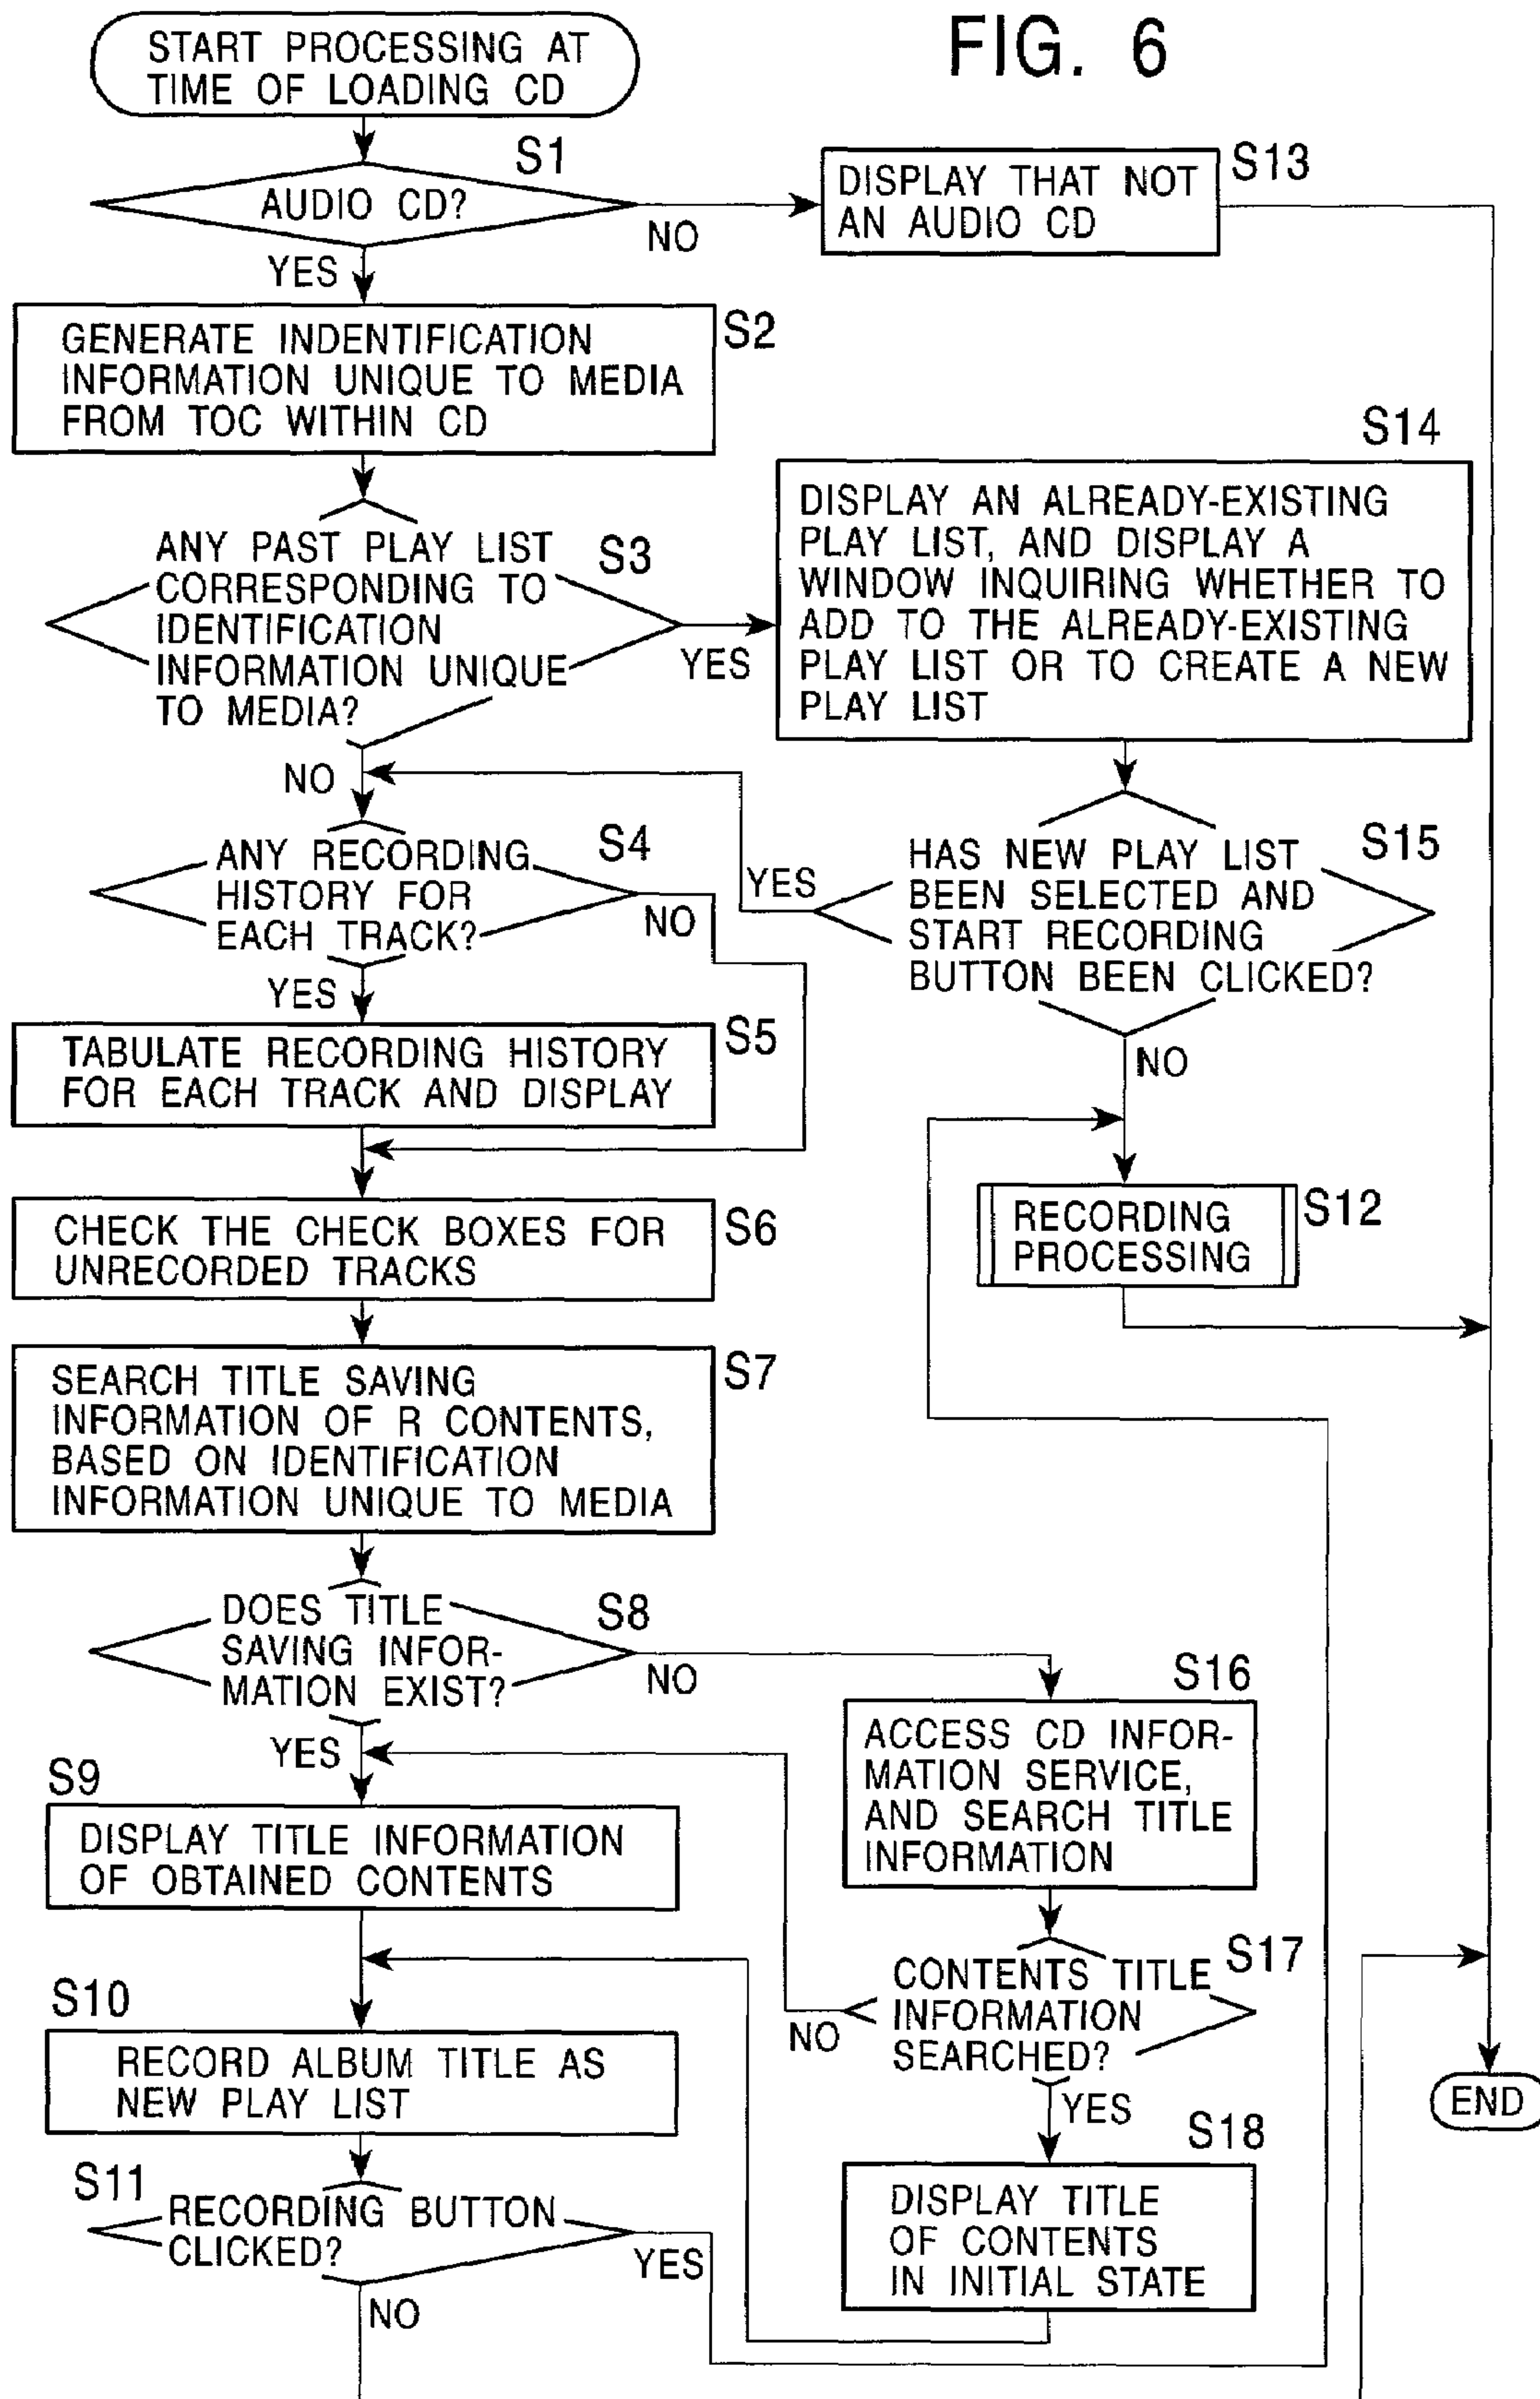 FIG. 6
START PROCESSING AT
TIME OF LOADING CD
S1
AUDIO CD?
NO
YES
DISPLAY THAT NOT
AN AUDIO CD
S13
GENERATE INDENTIFICATION
INFORMATION UNIQUE TO MEDIA
FROM TOC WITHIN CD
S2
ANY PAST PLAY LIST
CORRESPONDING TO
IDENTIFICATION
INFORMATION UNIQUE
TO MEDIA?
S3
YES
NO
S14
DISPLAY AN ALREADY-EXISTING
PLAY LIST, AND DISPLAY A
WINDOW INQUIRING WHETHER TO
ADD TO THE ALREADY-EXISTING
PLAY LIST OR TO CREATE A NEW
PLAY LIST
ANY RECORDING
HISTORY FOR
EACH TRACK?
S4
NO
YES
HAS NEW PLAY LIST
BEEN SELECTED AND
START RECORDING
BUTTON BEEN CLICKED?
S15
YES
NO
TABULATE RECORDING HISTORY
FOR EACH TRACK AND DISPLAY
S5
RECORDING
PROCESSING
S12
CHECK THE CHECK BOXES FOR
UNRECORDED TRACKS
S6
SEARCH TITLE SAVING
INFORMATION OF R CONTENTS,
BASED ON IDENTIFICATION
INFORMATION UNIQUE TO MEDIA
S7
DOES TITLE
SAVING INFOR-
MATION EXIST?
S8
NO
YES
S16
ACCESS CD INFOR-
MATION SERVICE,
AND SEARCH TITLE
INFORMATION
S9
DISPLAY TITLE INFORMATION
OF OBTAINED CONTENTS
CONTENTS TITLE
INFORMATION
SEARCHED?
S17
NO
YES
S10
RECORD ALBUM TITLE AS
NEW PLAY LIST
END
S11
RECORDING BUTTON
CLICKED?
YES
NO
S18
DISPLAY TITLE
OF CONTENTS
IN INITIAL STATE